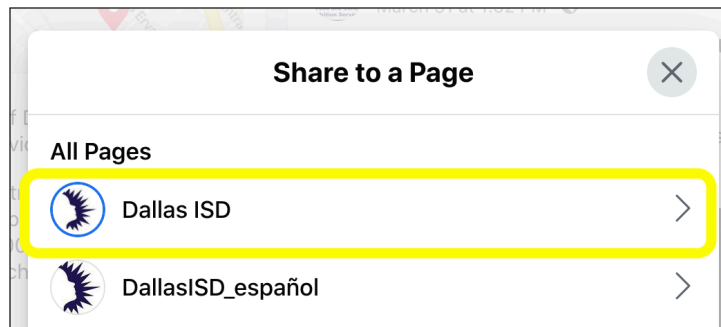 Share to a Page
All Pages
Dallas ISD
DallasISD_español